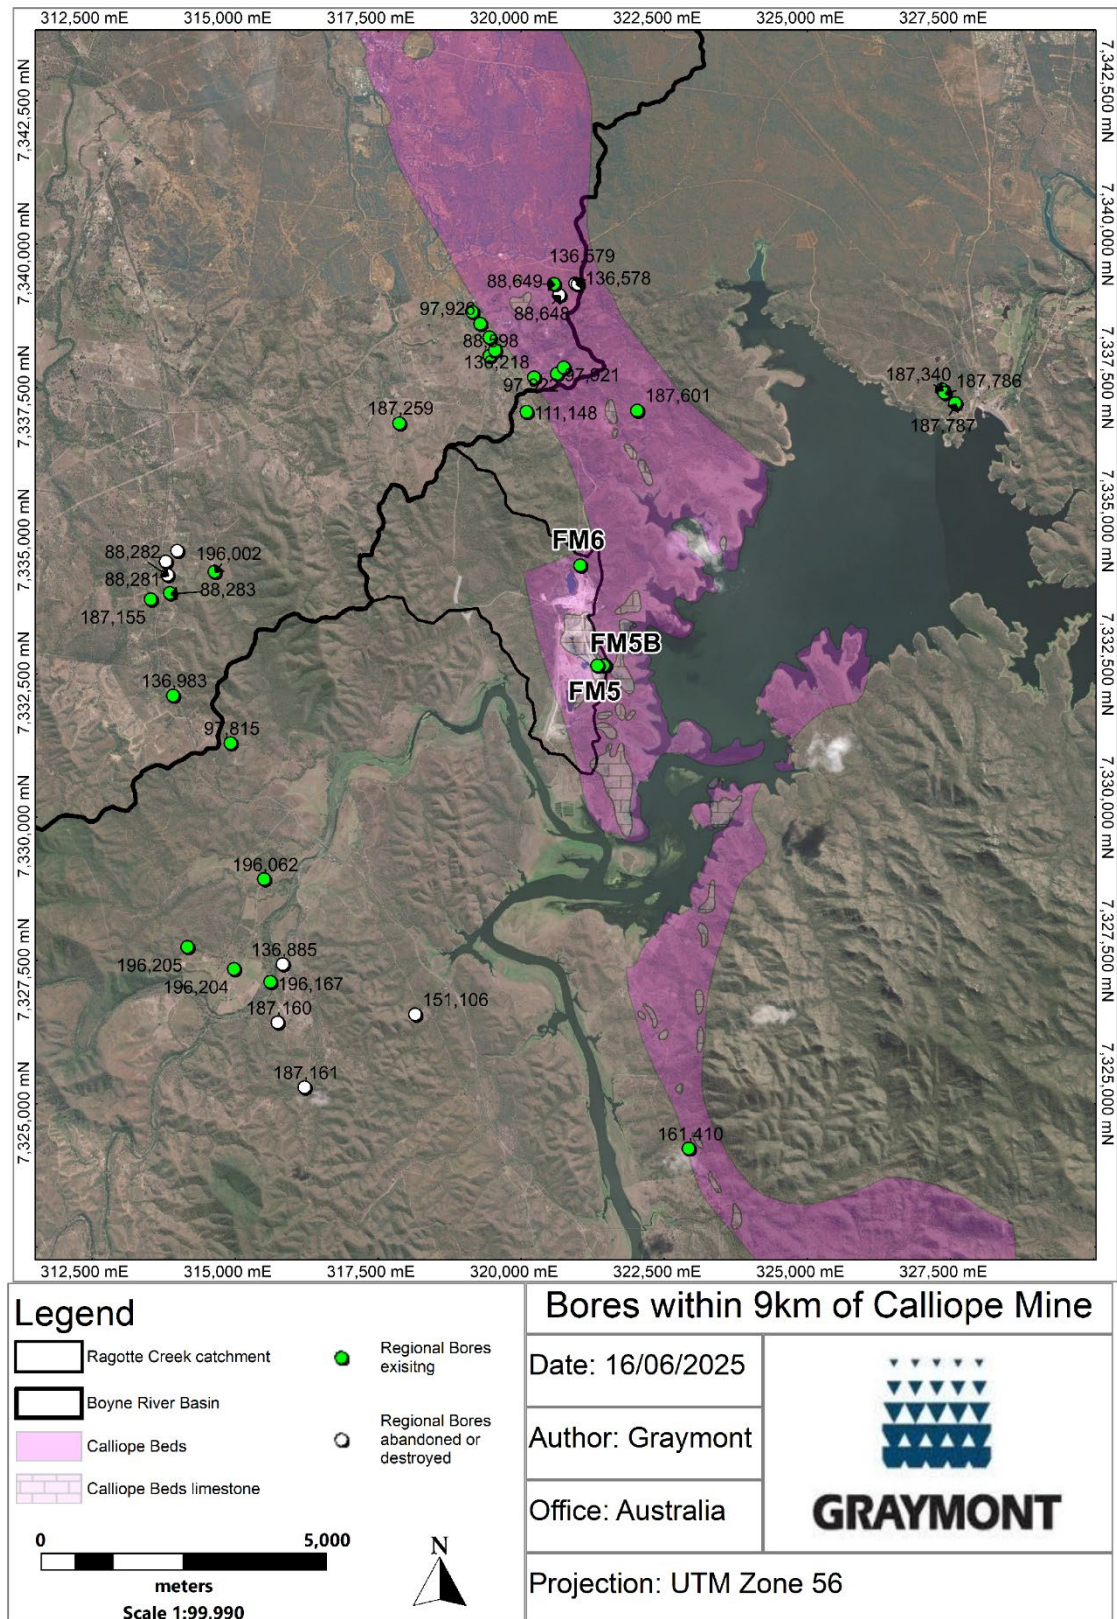 312,500 mE 315,000 mE 317,500 mE 320,000 mE 322,500 mE 325,000 mE 327,500 mE
7,342,500 mN
7,342,500 mN
7,340,000 mN
7,340,000 mN
136,579
88,649
136,578
88,648
97,926
136,218
97,921
187,340
187,786
187,787
7,337,500 mN
7,337,500 mN
187,601
111,148
187,259
7,335,000 mN
7,335,000 mN
FM6
88,282
196,002
88,281
88,283
187,155
FM5B
FM5
7,332,500 mN
7,332,500 mN
136,983
97,815
7,330,000 mN
7,330,000 mN
196,062
7,327,500 mN
7,327,500 mN
196,205
136,885
196,204
196,167
187,160
151,106
187,161
7,325,000 mN
7,325,000 mN
161,410
312,500 mE 315,000 mE 317,500 mE 320,000 mE 322,500 mE 325,000 mE 327,500 mE
Legend
Ragotte Creek catchment
Boyne River Basin
Calliope Beds
Calliope Beds limestone
Regional Bores
exisitng
Regional Bores
abandoned or
destroyed
0 5,000
meters
Scale 1:99,990
N
Bores within 9km of Calliope Mine
Date: 16/06/2025
Author: Graymont
Office: Australia
Projection: UTM Zone 56
GRAYMONT